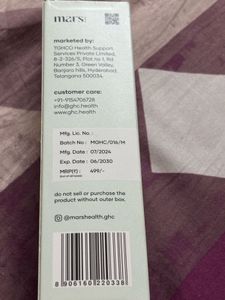 mars:
marketed by:
TGHCO Health Support
Services Private Limited,
8-2-326/5, Plot no 1, Rd
Number 3, Green Valley,
Banjara hills, Hyderabad,
Telangana 500034
customer care:
+91-9154706728
info@ghc.health
www.ghc.health
Mfg. Lic. No. :
Batch No : MGHC/016/M
Mfg. Date : 07/2024
Exp. Date : 06/2030
MRP(₹) : 499/-
do not sell or purchase the
product without outer box.
@marshealth.ghc
8 906160 220338